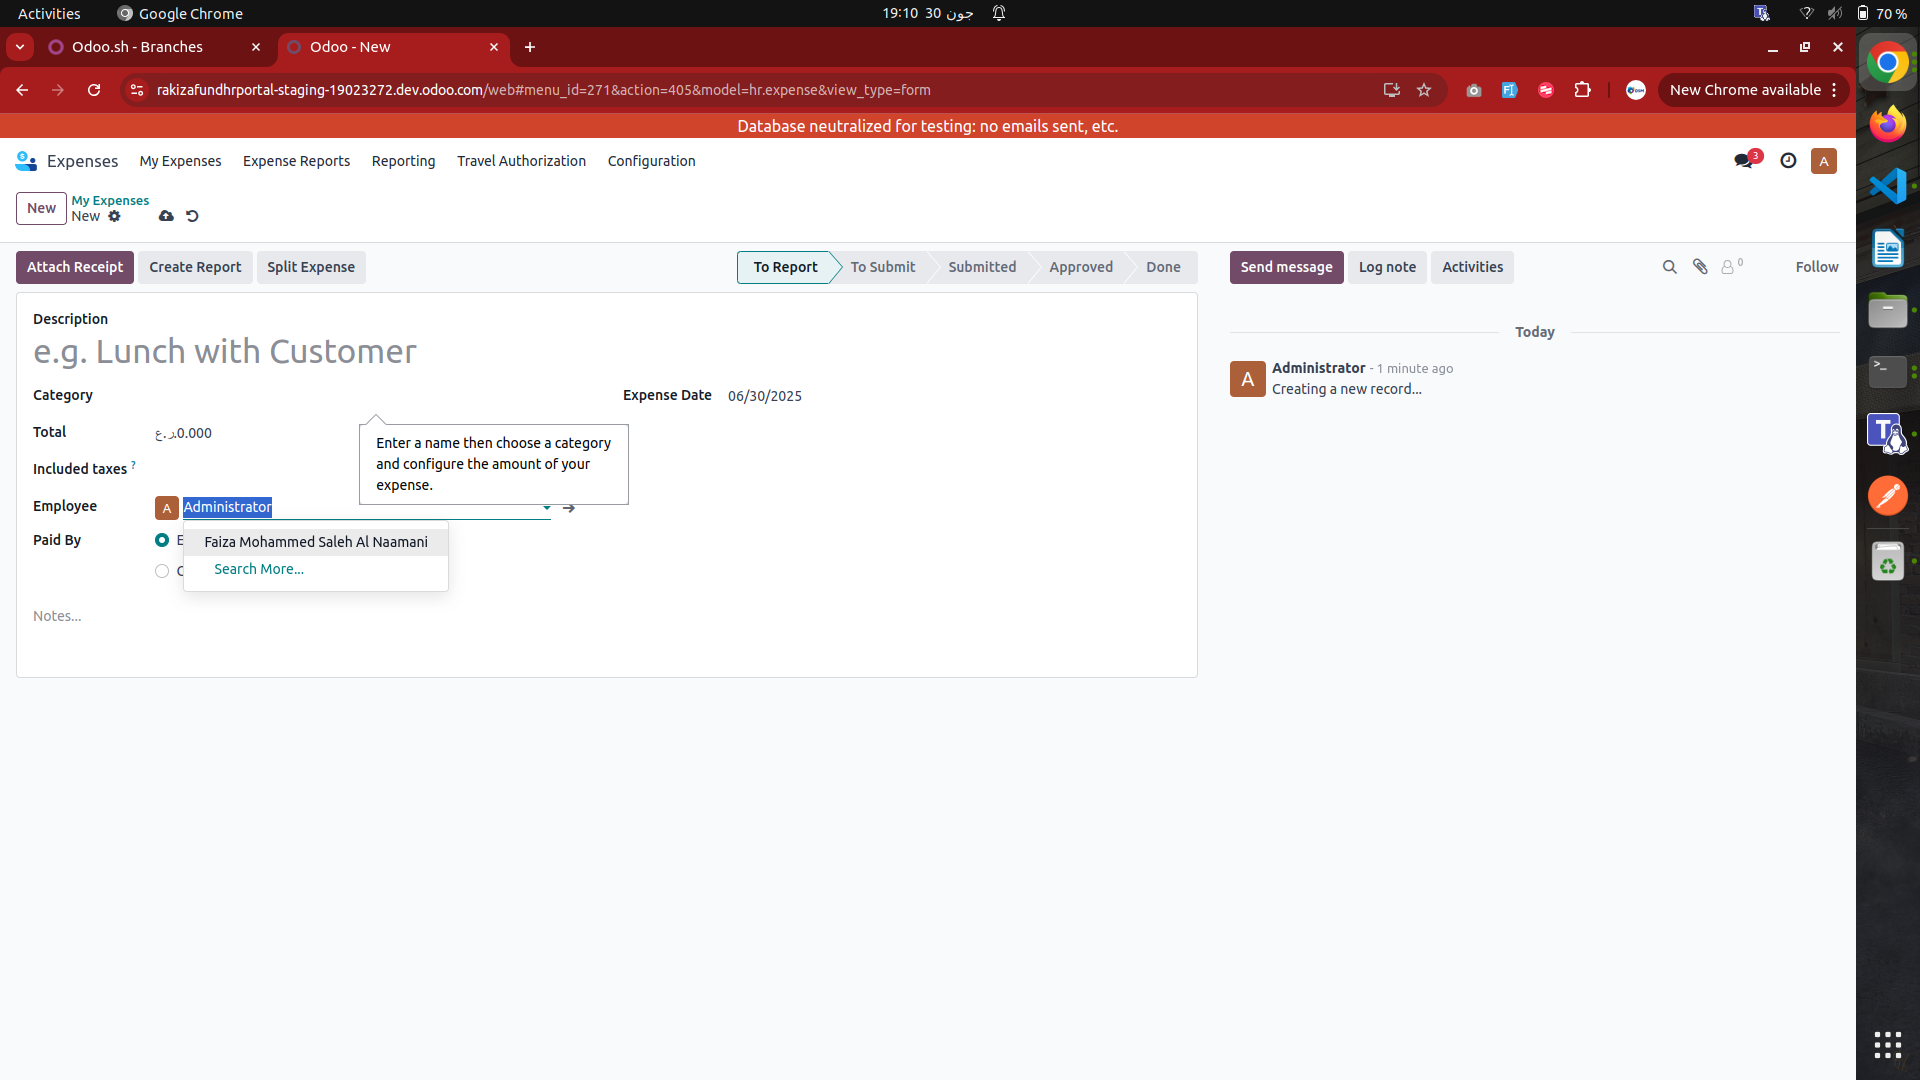 Activities
Google Chrome
19:10 30 جون
70 %
Odoo.sh - Branches
Odoo - New
rakizafundhrportal-staging-19023272.dev.odoo.com/web#menu_id=271&action=405&model=hr.expense&view_type=form
New Chrome available
Database neutralized for testing: no emails sent, etc.
Expenses
My Expenses
Expense Reports
Reporting
Travel Authorization
Configuration
3
A
New
My Expenses
New
Attach Receipt
Create Report
Split Expense
To Report
To Submit
Submitted
Approved
Done
Send message
Log note
Activities
0
Follow
Description
e.g. Lunch with Customer
Category
Expense Date
06/30/2025
Total
ر.ع.0.000
Included taxes ?
Enter a name then choose a category
and configure the amount of your
expense.
Employee
A
Administrator
Paid By
E
Faiza Mohammed Saleh Al Naamani
C
Search More...
Notes...
Today
A
Administrator - 1 minute ago
Creating a new record...